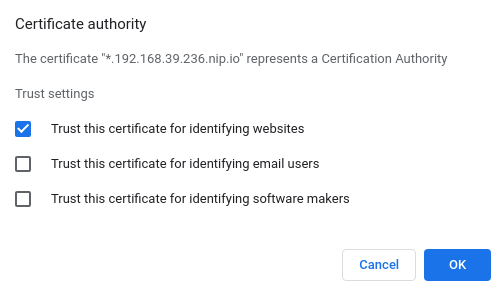 Certificate authority
The certificate "*.192.168.39.236.nip.io" represents a Certification Authority
Trust settings
Trust this certificate for identifying websites
Trust this certificate for identifying email users
Trust this certificate for identifying software makers
Cancel OK